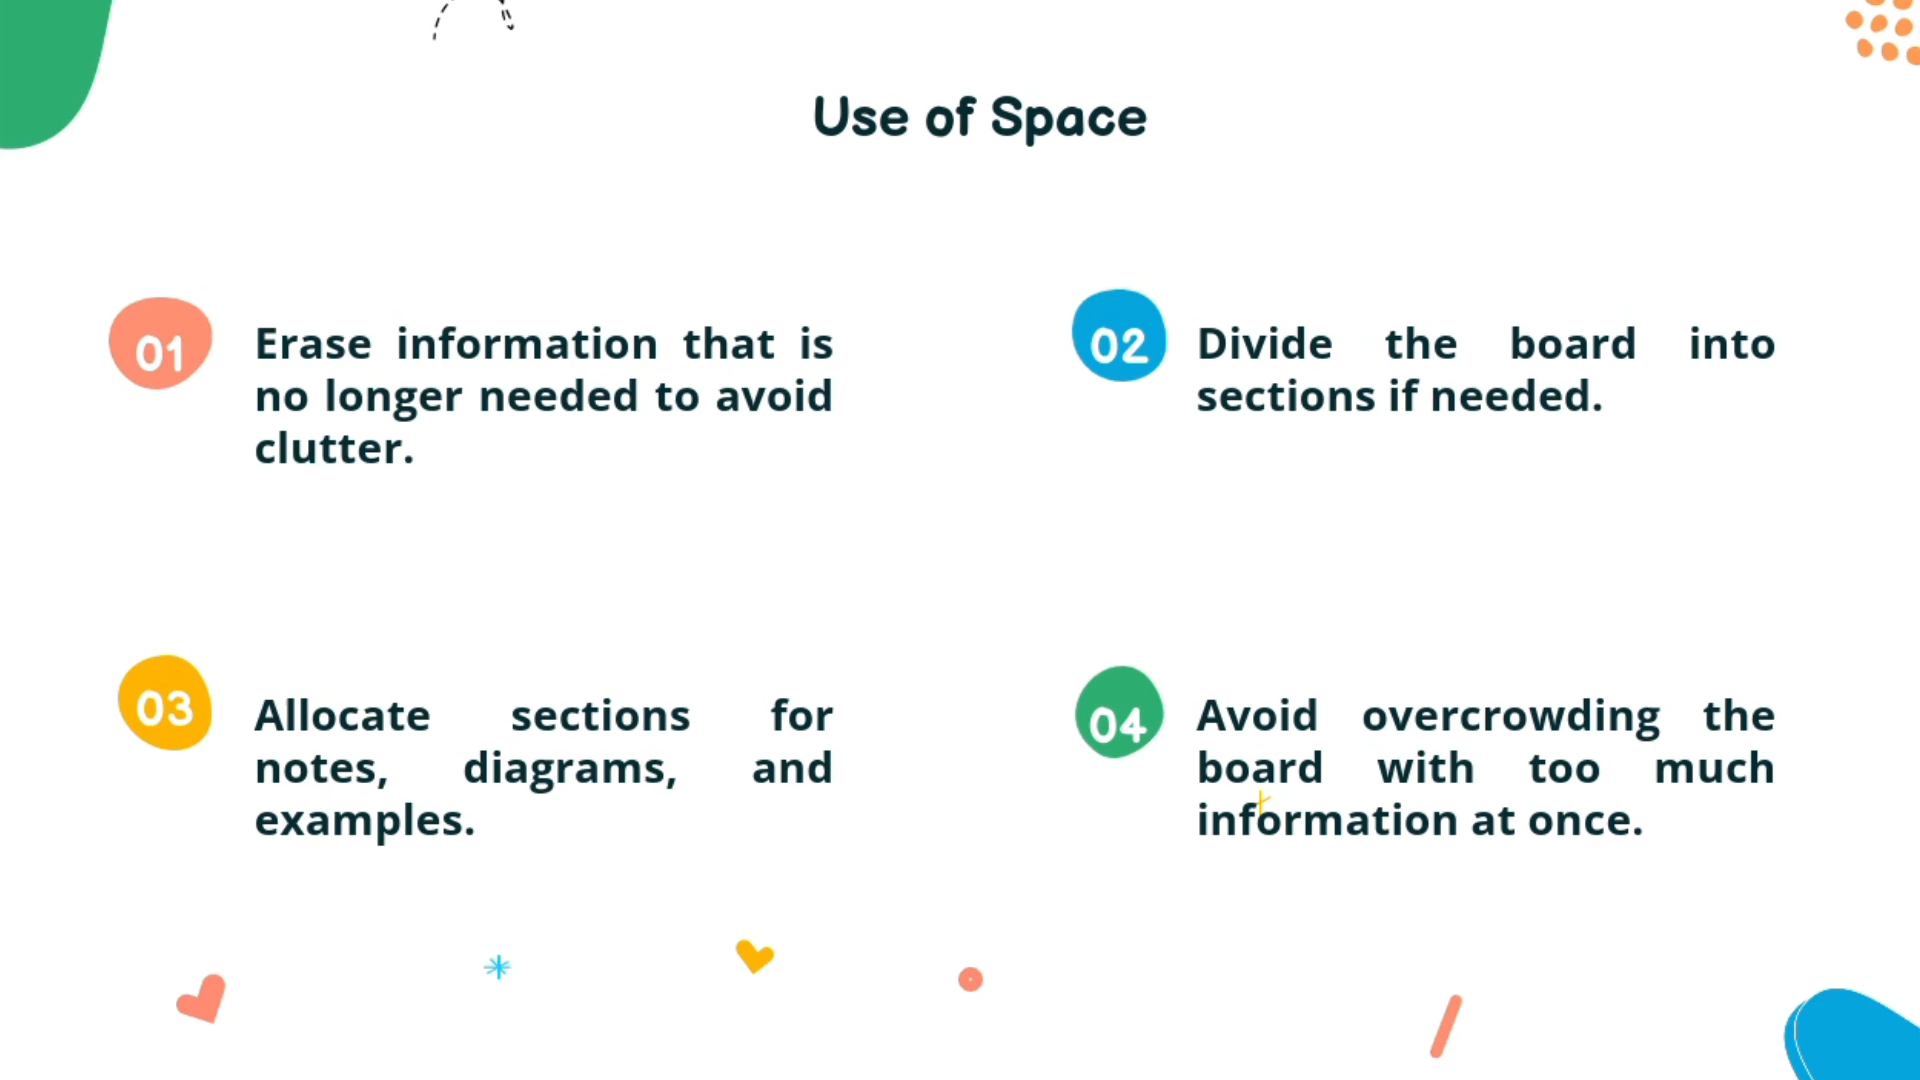 Use of Space
01
Erase information that is
no longer needed to avoid
clutter.
02
Divide the board into
sections if needed.
03
Allocate sections for
notes, diagrams, and
examples.
04
Avoid overcrowding the
board with too much
information at once.